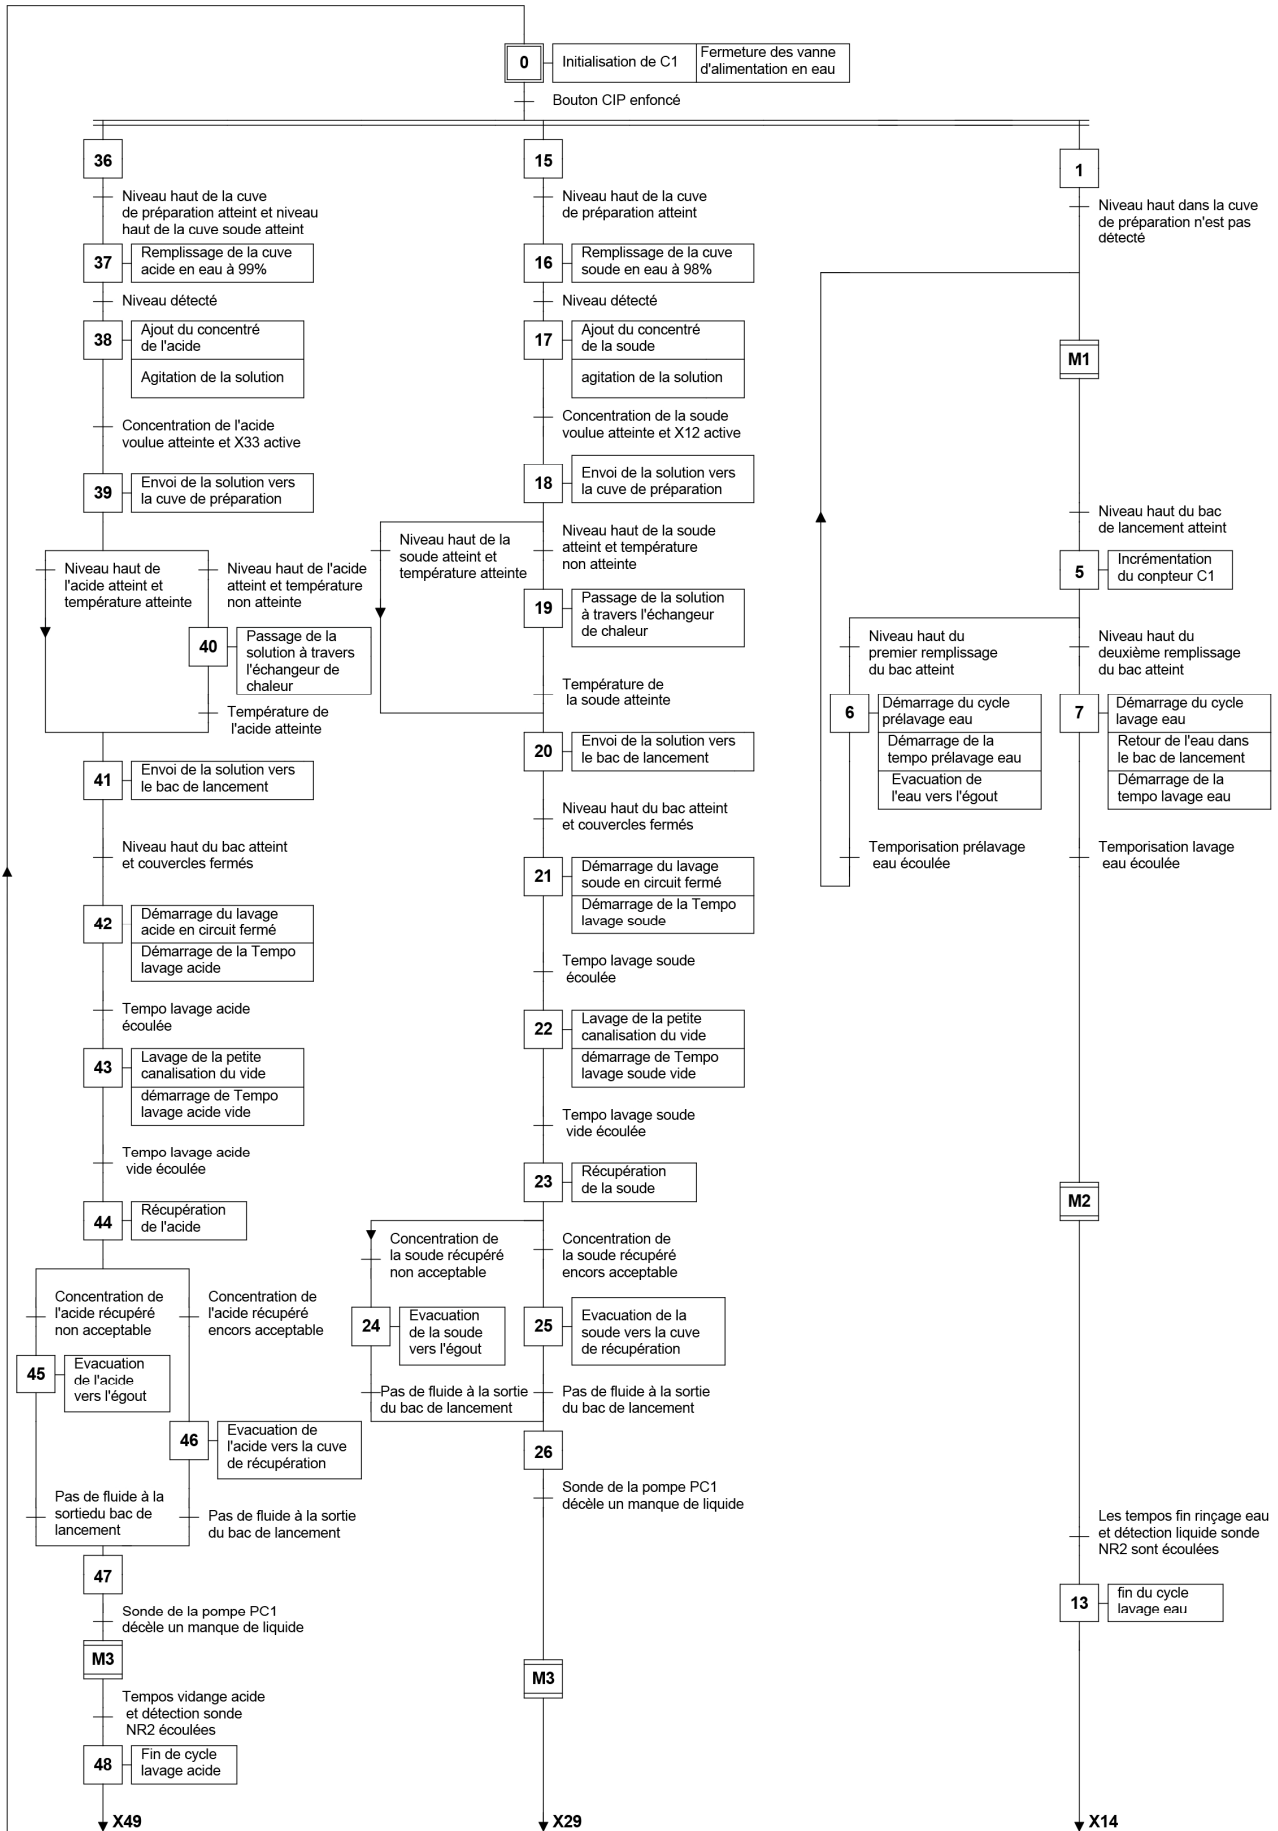 0
Initialisation de C1
Fermeture des vanne
d'alimentation en eau
Bouton CIP enfoncé
36
Niveau haut de la cuve
de préparation atteint et niveau
haut de la cuve soude atteint
37
Remplissage de la cuve
acide en eau à 99%
Niveau détecté
38
Ajout du concentré
de l'acide
Agitation de la solution
Concentration de l'acide
voulue atteinte et X33 active
39
Envoi de la solution vers
la cuve de préparation
Niveau haut de
l'acide atteint et
température atteinte
Niveau haut de l'acide
atteint et température
non atteinte
40
Passage de la
solution à travers
l'échangeur de
chaleur
Température de
l'acide atteinte
41
Envoi de la solution vers
le bac de lancement
Niveau haut du bac atteint
et couvercles fermés
42
Démarrage du lavage
acide en circuit fermé
Démarrage de la Tempo
lavage acide
Tempo lavage acide
écoulée
43
Lavage de la petite
canalisation du vide
démarrage de Tempo
lavage acide vide
Tempo lavage acide
vide écoulée
44
Récupération
de l'acide
Concentration de
l'acide récupéré
non acceptable
Concentration de
l'acide récupéré
encors acceptable
45
Evacuation
de l'acide
vers l'égout
46
Evacuation de
l'acide vers la cuve
de récupération
Pas de fluide à la
sortiedu bac de
lancement
Pas de fluide à la sortie
du bac de lancement
47
Sonde de la pompe PC1
décèle un manque de liquide
M3
Tempos vidange acide
et détection sonde
NR2 écoulées
48
Fin de cycle
lavage acide
X49
15
Niveau haut de la cuve
de préparation atteint
16
Remplissage de la cuve
soude en eau à 98%
Niveau détecté
17
Ajout du concentré
de la soude
agitation de la solution
Concentration de la soude
voulue atteinte et X12 active
18
Envoi de la solution vers
la cuve de préparation
Niveau haut de la
soude atteint et
température atteinte
Niveau haut de la soude
atteint et température
non atteinte
19
Passage de la solution
à travers l'échangeur
de chaleur
Température de
la soude atteinte
20
Envoi de la solution vers
le bac de lancement
Niveau haut du bac atteint
et couvercles fermés
21
Démarrage du lavage
soude en circuit fermé
Démarrage de la Tempo
lavage soude
Tempo lavage soude
écoulée
22
Lavage de la petite
canalisation du vide
démarrage de Tempo
lavage soude vide
Tempo lavage soude
vide écoulée
23
Récupération
de la soude
Concentration de
la soude récupéré
non acceptable
Concentration de
la soude récupéré
encors acceptable
24
Evacuation
de la soude
vers l'égout
25
Evacuation de la
soude vers la cuve
de récupération
Pas de fluide à la sortie
du bac de lancement
Pas de fluide à la sortie
du bac de lancement
26
Sonde de la pompe PC1
décèle un manque de liquide
M3
X29
1
Niveau haut dans la cuve
de préparation n'est pas
détecté
M1
Niveau haut du bac
de lancement atteint
5
Incrémentation
du conpteur C1
Niveau haut du
premier remplissage
du bac atteint
Niveau haut du
deuxième remplissage
du bac atteint
6
Démarrage du cycle
prélavage eau
Démarrage de la
tempo prélavage eau
Evacuation de
l'eau vers l'égout
7
Démarrage du cycle
lavage eau
Retour de l'eau dans
le bac de lancement
Démarrage de la
tempo lavage eau
Temporisation prélavage
eau écoulée
Temporisation lavage
eau écoulée
M2
Les tempos fin rinçage eau
et détection liquide sonde
NR2 sont écoulées
13
fin du cycle
lavage eau
X14